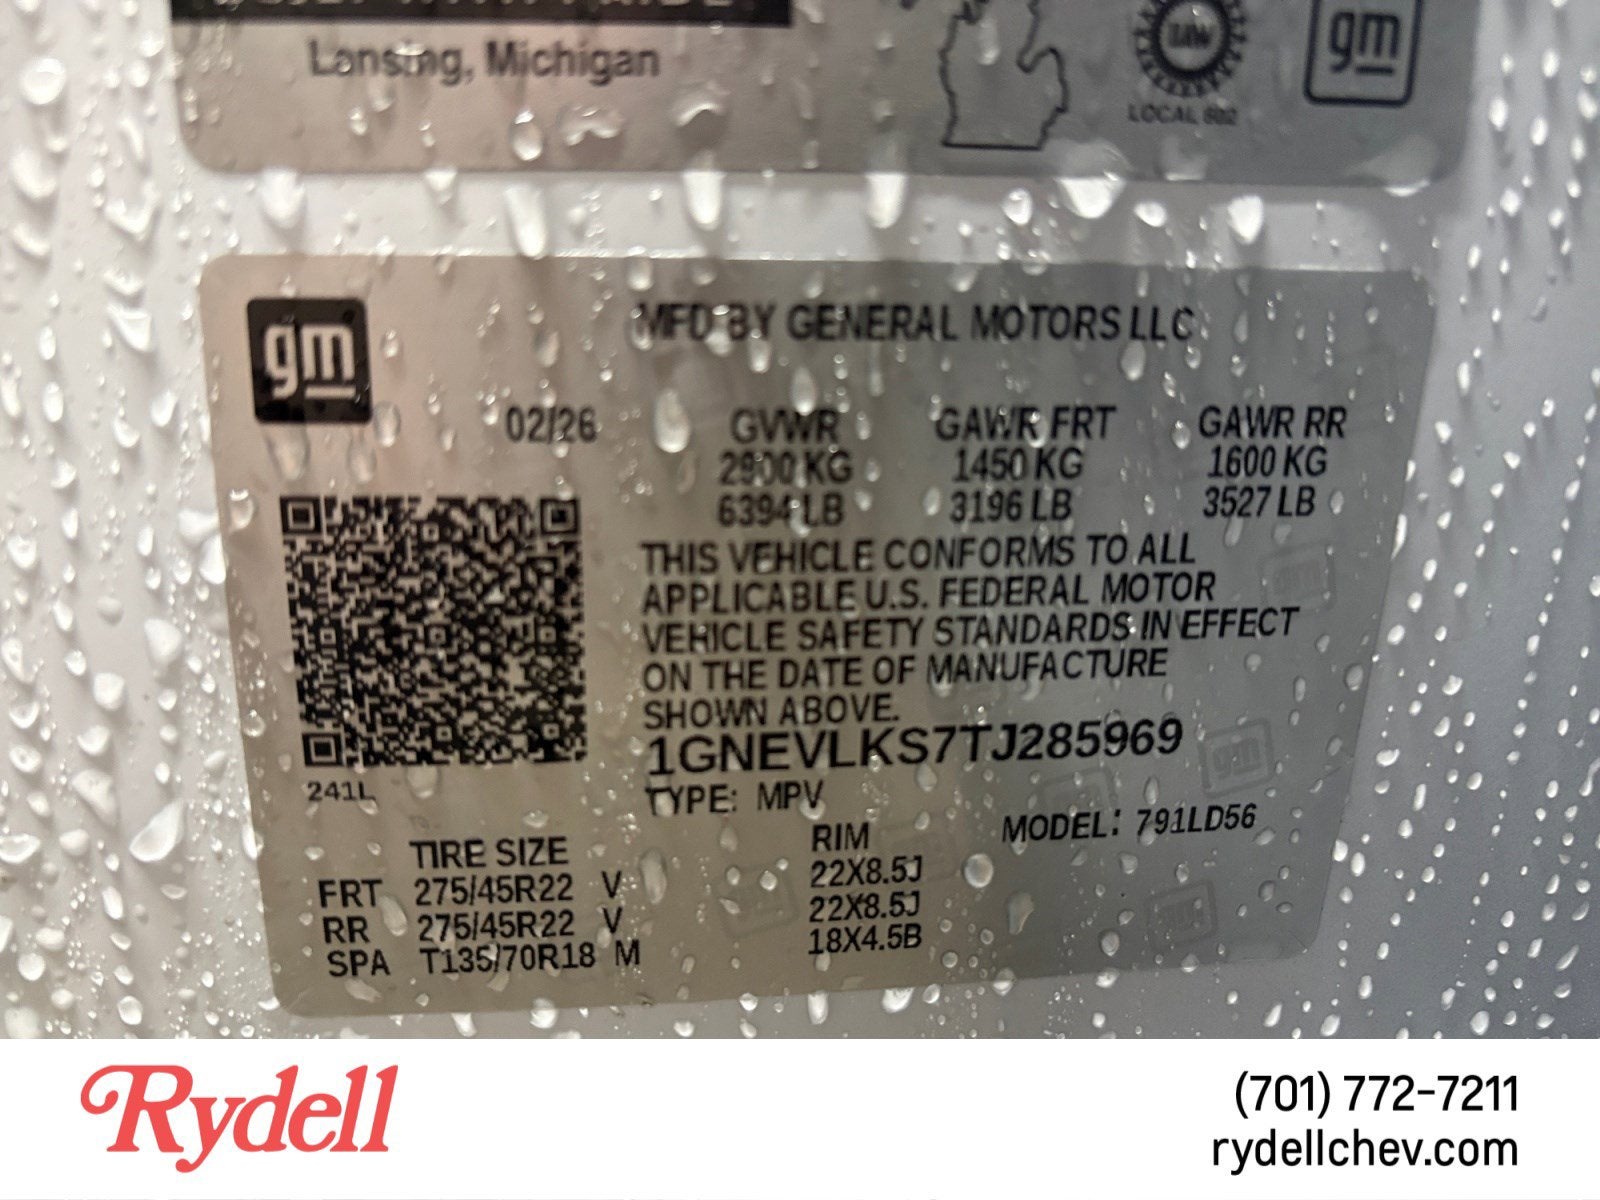 Lansing, Michigan
UAW
LOCAL 602
gm
gm
MFD BY GENERAL MOTORS LLC
02/26
GVWR GAWR FRT GAWR RR
2900 KG 1450 KG 1600 KG
6394 LB 3196 LB 3527 LB
THIS VEHICLE CONFORMS TO ALL
APPLICABLE U.S. FEDERAL MOTOR
VEHICLE SAFETY STANDARDS IN EFFECT
ON THE DATE OF MANUFACTURE
SHOWN ABOVE.
1GNEVLKS7TJ285969
241L
TYPE: MPV
MODEL: 791LD56
TIRE SIZE RIM
FRT 275/45R22 V 22X8.5J
RR 275/45R22 V 22X8.5J
SPA T135/70R18 M 18X4.5B
Rydell
(701) 772-7211
rydellchev.com